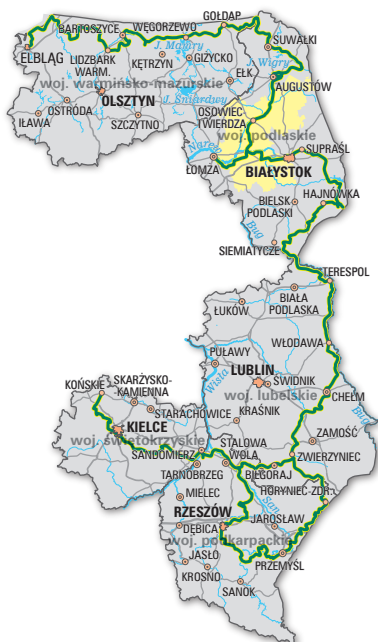 GOŁDAP
WĘGORZEWO
BARTOSZYCE
SUWAŁKI
J. Mamry
ELBLĄG
LIDZBARK
WARM.
GIŻYCKO
J. Wigry
KĘTRZYN
EŁK
AUGUSTÓW
woj. warmińsko-mazurskie
OLSZTYN
J. Śniardwy
OSTRÓDA
OSOWIEC
TWIERDZA
IŁAWA
SZCZYTNO
woj. podlaskie
SUPRAŚL
Narew
ŁOMŻA
BIAŁYSTOK
HAJNÓWKA
BIELSK
PODLASKI
Bug
SIEMIATYCZE
TERESPOL
BIAŁA
PODLASKA
ŁUKÓW
WŁODAWA
PUŁAWY
LUBLIN
Wisła
ŚWIDNIK
KOŃSKIE
SKARŻYSKO-
KAMIENNA
woj. lubelskie
CHEŁM
Bug
STARACHOWICE
KRAŚNIK
KIELCE
ZAMOŚĆ
woj. świętokrzyskie
STALOWA
WOLA
SANDOMIERZ
ZWIERZYNIEC
TARNOBRZEG
BIŁGORAJ
HORYNIEC-ZDR.
MIELEC
San
RZESZÓW
JAROSŁAW
DĘBICA
woj. podkarpackie
JASŁO
PRZEMYŚL
KROSNO
SANOK